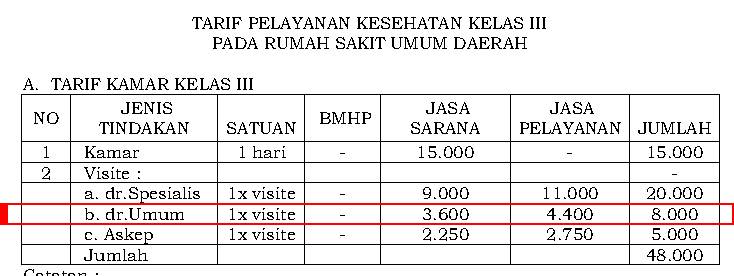 TARIF PELAYANAN KESEHATAN KELAS III
PADA RUMAH SAKIT UMUM DAERAH
A. TARIF KAMAR KELAS III
NO JENIS TINDAKAN SATUAN BMHP JASA SARANA JASA PELAYANAN JUMLAH
1 Kamar 1 hari - 15.000 - 15.000
2 Visite : -
a. dr.Spesialis 1x visite - 9.000 11.000 20.000
b. dr.Umum 1x visite - 3.600 4.400 8.000
c. Askep 1x visite - 2.250 2.750 5.000
Jumlah 48.000